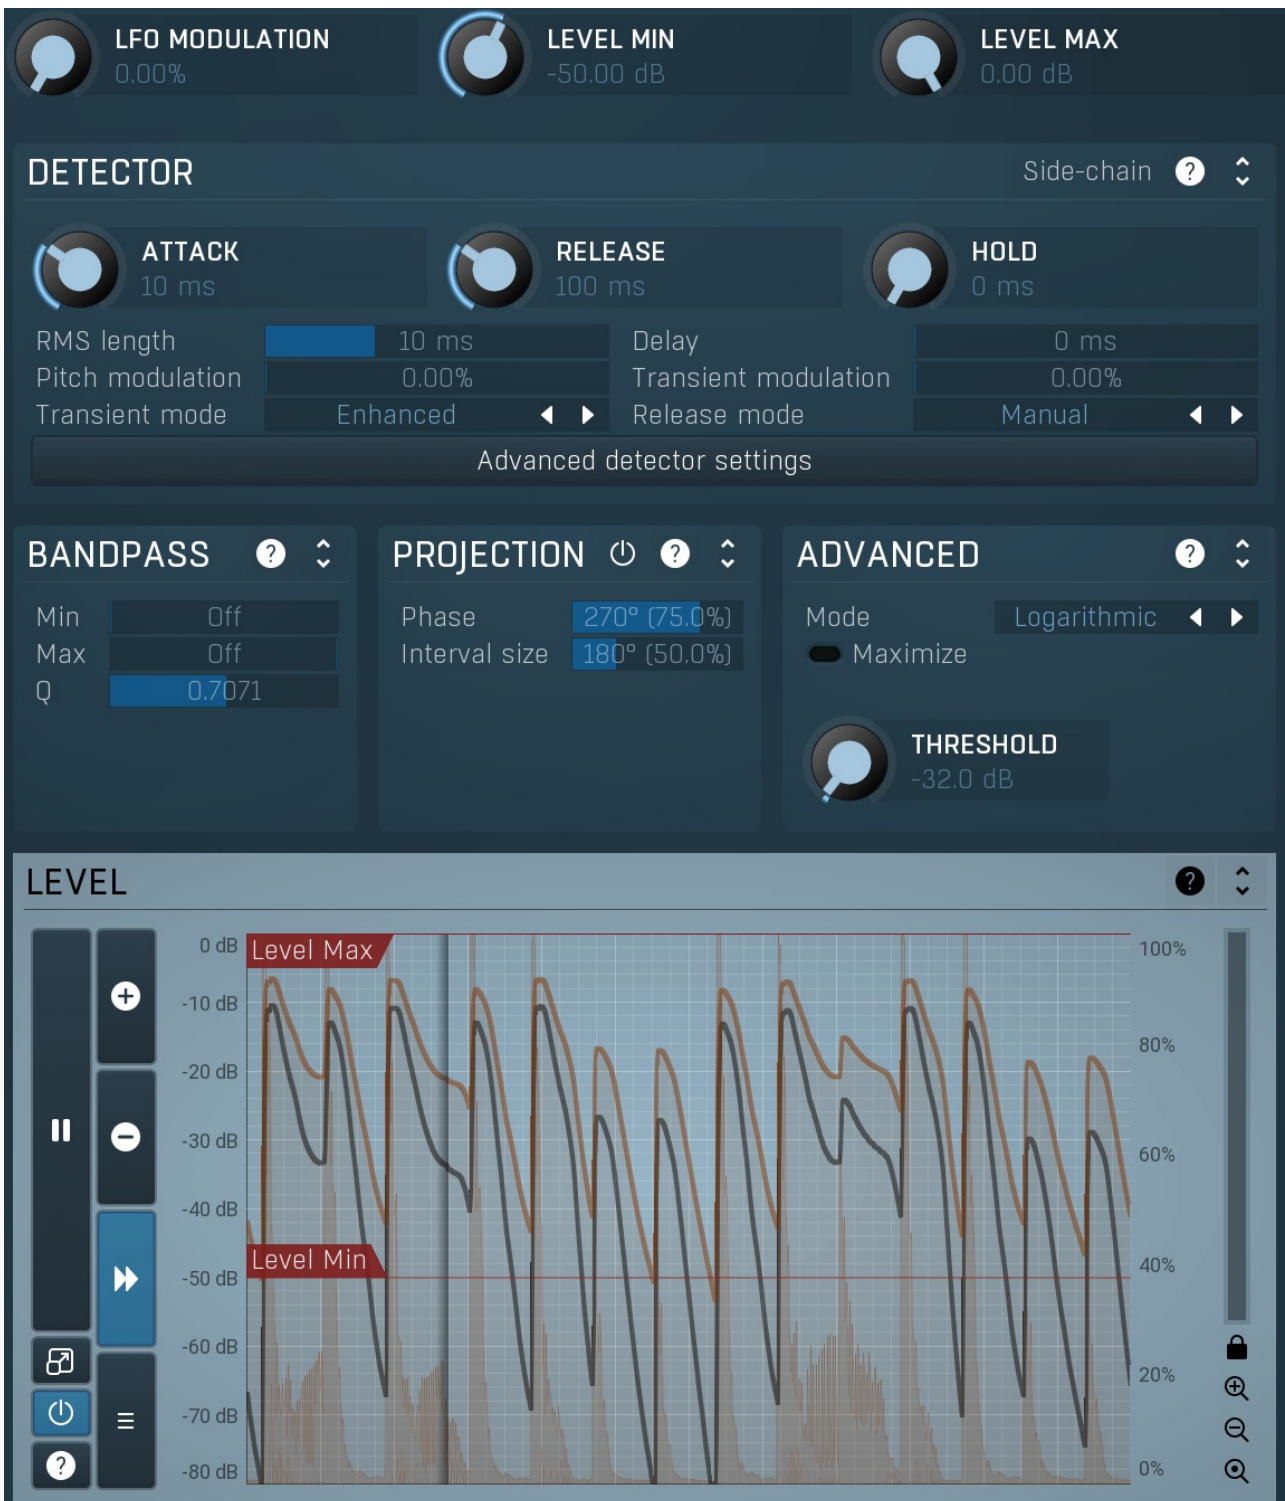 LFO MODULATION
0.00%
LEVEL MIN
-50.00 dB
LEVEL MAX
0.00 dB
DETECTOR
Side-chain ?
ATTACK
10 ms
RELEASE
100 ms
HOLD
0 ms
RMS length 10 ms
Delay 0 ms
Pitch modulation 0.00%
Transient modulation 0.00%
Transient mode Enhanced
Release mode Manual
Advanced detector settings
BANDPASS ?
Min Off
Max Off
Q 0.7071
PROJECTION ?
Phase 270° (75.0%)
Interval size 180° (50.0%)
ADVANCED ?
Mode Logarithmic
Maximize
THRESHOLD
-32.0 dB
LEVEL ?
0 dB
-10 dB
-20 dB
-30 dB
-40 dB
-50 dB
-60 dB
-70 dB
-80 dB
Level Max
Level Min
100%
80%
60%
40%
20%
0%
?